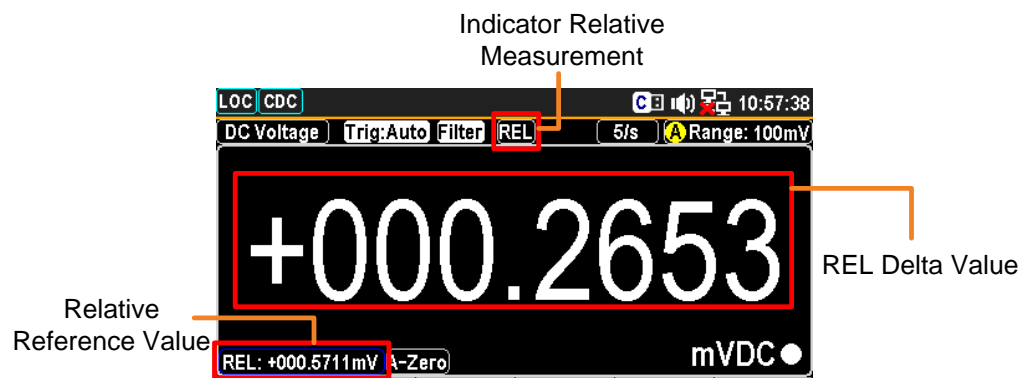 Indicator Relative
Measurement
LOC CDC C 10:57:38
DC Voltage Trig:Auto Filter REL 5/s A Range: 100mV
+000.2653
REL Delta Value
Relative
Reference Value
REL: +000.5711mV A-Zero mVDC